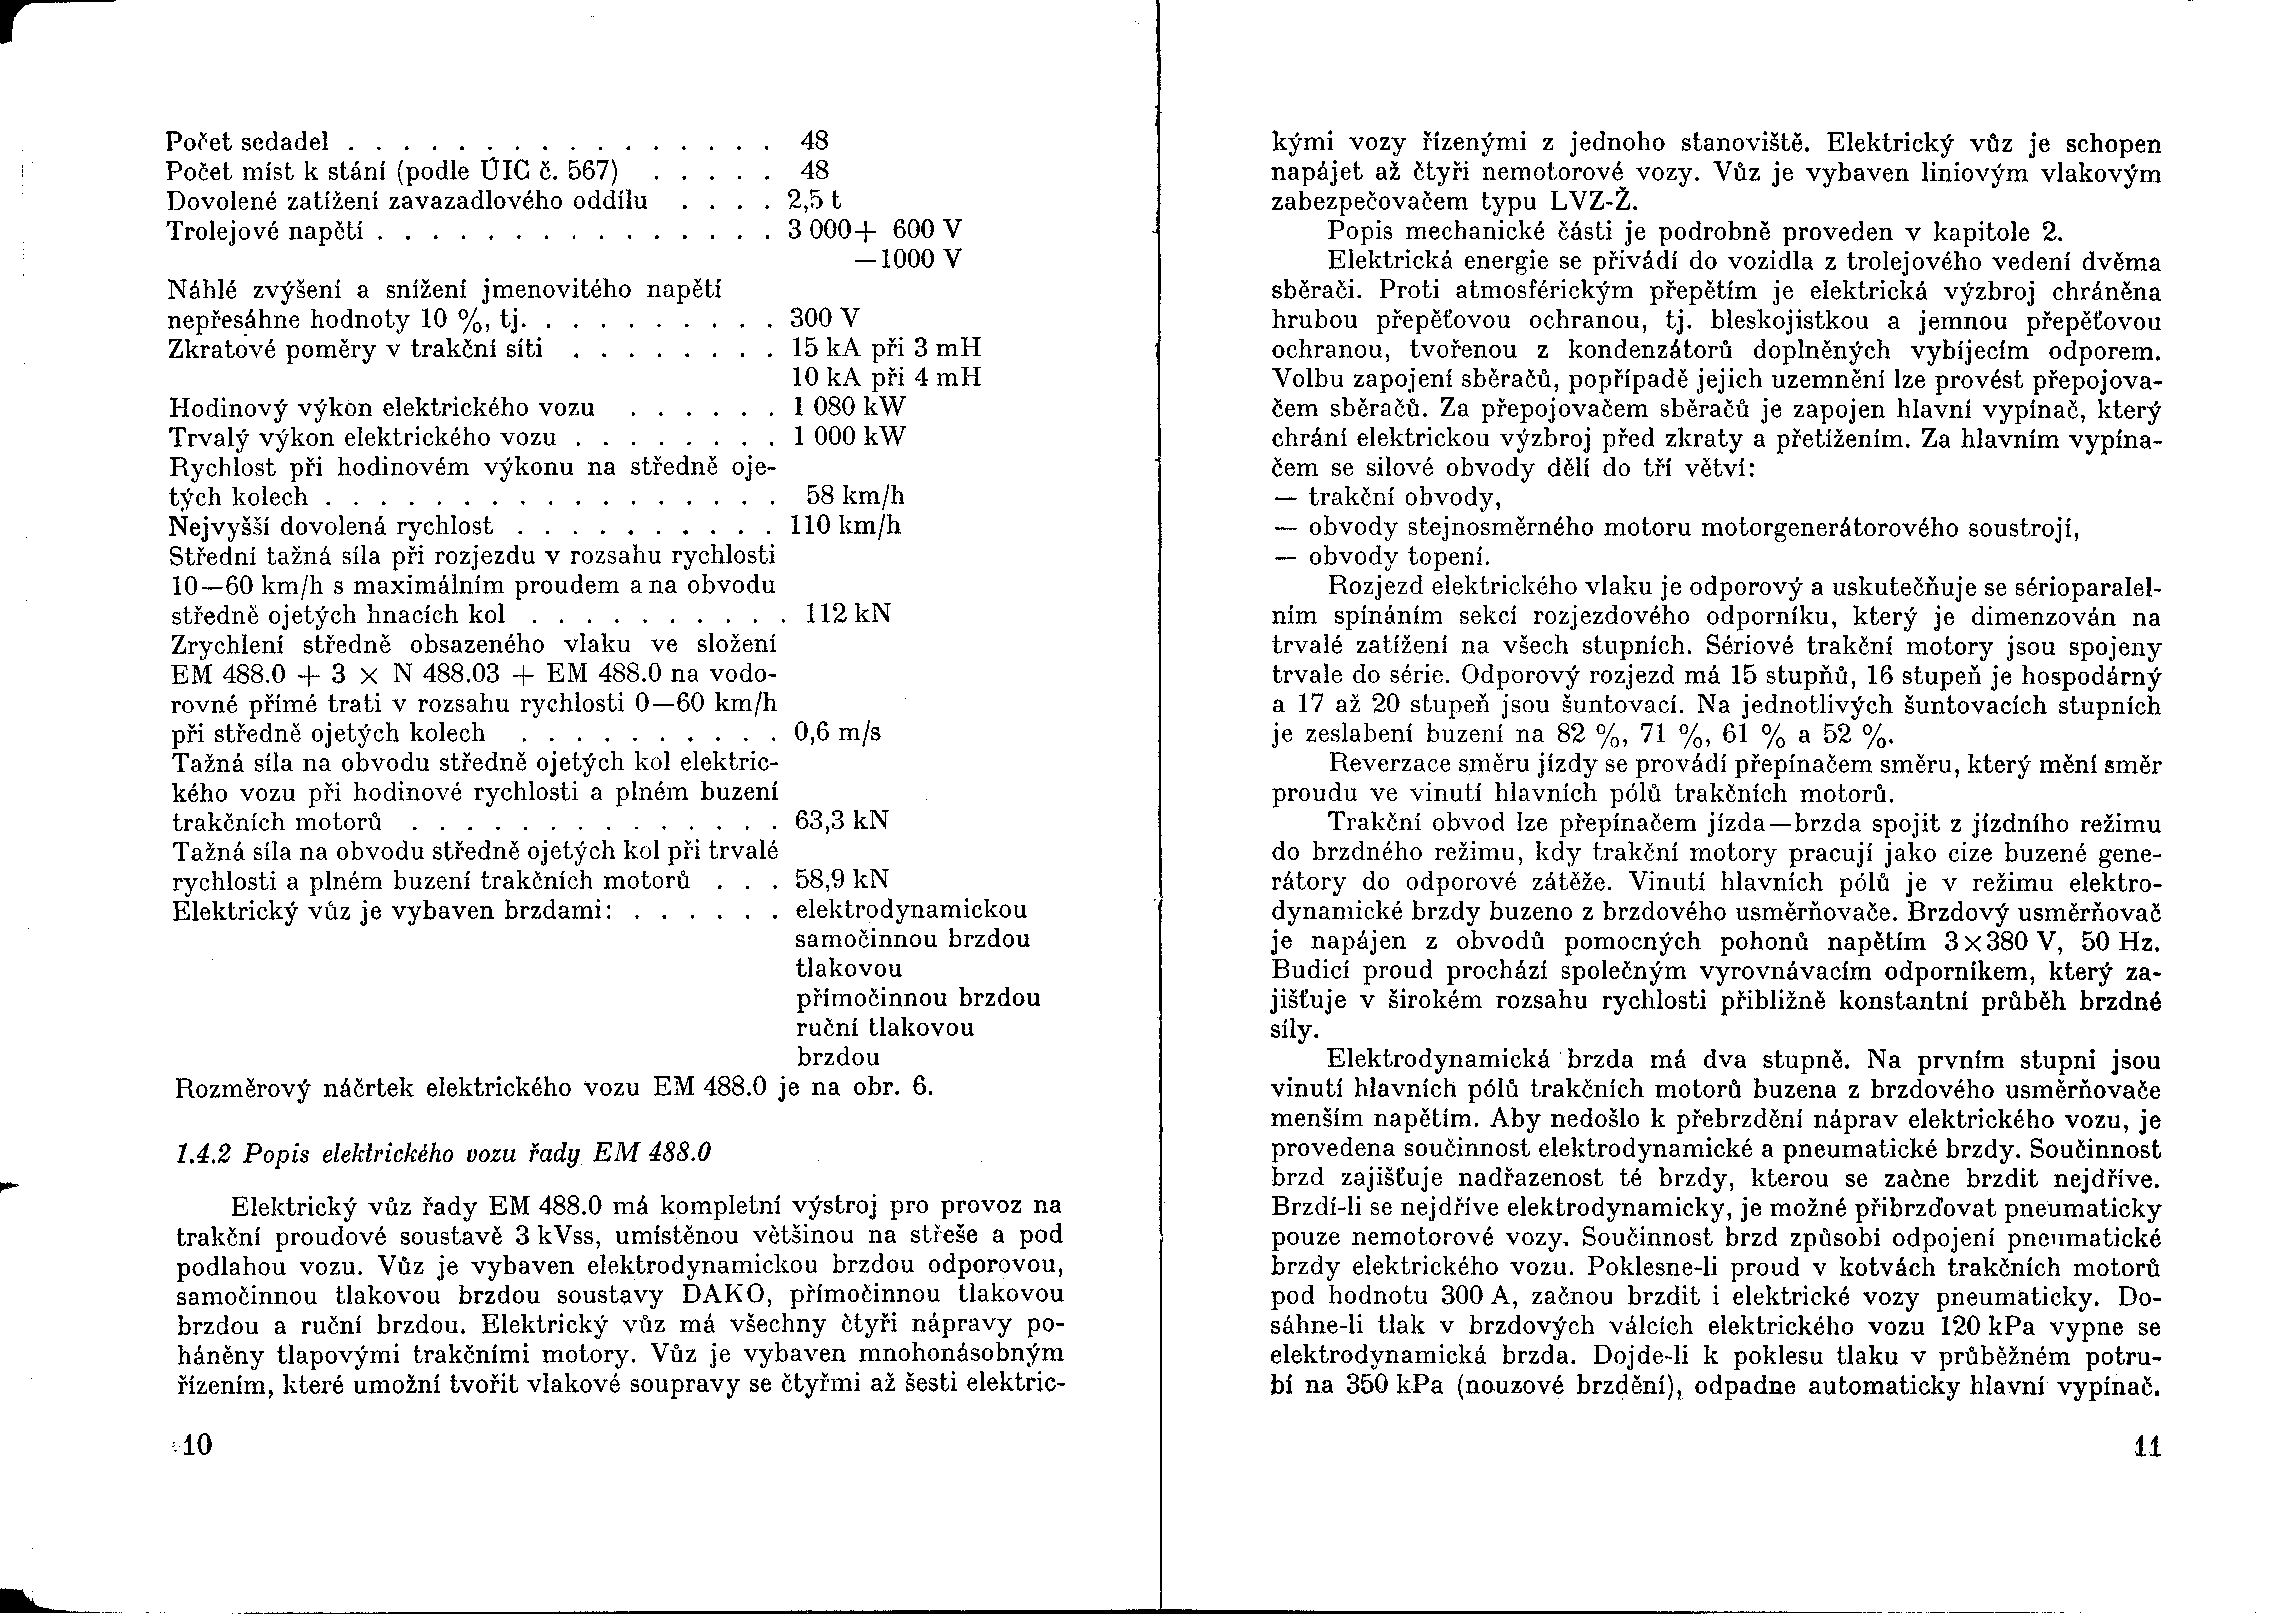 Počet sedadel . . . . . . . . . . . . . . . . 48
Počet míst k stání (podle ÚIC č. 567) . . . . . 48
Dovolené zatížení zavazadlového oddílu . . . . 2,5 t
Trolejové napětí . . . . . . . . . . . . . . . 3 000+ 600 V
—1000 V
Náhlé zvýšení a snížení jmenovitého napětí
nepřesáhne hodnoty 10 %, tj. . . . . . . . . . 300 V
Zkratové poměry v trakční síti . . . . . . . . 15 kA při 3 mH
10 kA při 4 mH
Hodinový výkon elektrického vozu . . . . . . 1 080 kW
Trvalý výkon elektrického vozu . . . . . . . . 1 000 kW
Rychlost při hodinovém výkonu na středně oje-
tých kolech . . . . . . . . . . . . . . . . . 58 km/h
Nejvyšší dovolená rychlost . . . . . . . . . . 110 km/h
Střední tažná síla při rozjezdu v rozsahu rychlosti
10—60 km/h s maximálním proudem a na obvodu
středně ojetých hnacích kol . . . . . . . . . . 112 kN
Zrychlení středně obsazeného vlaku ve složení
EM 488.0 + 3 × N 488.03 + EM 488.0 na vodo-
rovné přímé trati v rozsahu rychlosti 0—60 km/h
při středně ojetých kolech . . . . . . . . . . 0,6 m/s
Tažná síla na obvodu středně ojetých kol elektric-
kého vozu při hodinové rychlosti a plném buzení
trakčních motorů . . . . . . . . . . . . . . 63,3 kN
Tažná síla na obvodu středně ojetých kol při trvalé
rychlosti a plném buzení trakčních motorů . . . 58,9 kN
Elektrický vůz je vybaven brzdami: . . . . . . elektrodynamickou
samočinnou brzdou
tlakovou
přímočinnou brzdou
ruční tlakovou
brzdou
Rozměrový náčrtek elektrického vozu EM 488.0 je na obr. 6.
1.4.2 Popis elektrického vozu řady EM 488.0
Elektrický vůz řady EM 488.0 má kompletní výstroj pro provoz na
trakční proudové soustavě 3 kVss, umístěnou většinou na střeše a pod
podlahou vozu. Vůz je vybaven elektrodynamickou brzdou odporovou,
samočinnou tlakovou brzdou soustavy DAKO, přímočinnou tlakovou
brzdou a ruční brzdou. Elektrický vůz má všechny čtyři nápravy po-
háněny tlapovými trakčními motory. Vůz je vybaven mnohonásobným
řízením, které umožní tvořit vlakové soupravy se čtyřmi až šesti elektric-
10
kými vozy řízenými z jednoho stanoviště. Elektrický vůz je schopen
napájet až čtyři nemotorové vozy. Vůz je vybaven liniovým vlakovým
zabezpečovačem typu LVZ-Ž.
Popis mechanické části je podrobně proveden v kapitole 2.
Elektrická energie se přivádí do vozidla z trolejového vedení dvěma
sběrači. Proti atmosférickým přepětím je elektrická výzbroj chráněna
hrubou přepěťovou ochranou, tj. bleskojistkou a jemnou přepěťovou
ochranou, tvořenou z kondenzátorů doplněných vybíjecím odporem.
Volbu zapojení sběračů, popřípadě jejich uzemnění lze provést přepojova-
čem sběračů. Za přepojovačem sběračů je zapojen hlavní vypínač, který
chrání elektrickou výzbroj před zkraty a přetížením. Za hlavním vypína-
čem se silové obvody dělí do tří větví:
— trakční obvody,
— obvody stejnosměrného motoru motorgenerátorového soustrojí,
— obvody topení.
Rozjezd elektrického vlaku je odporový a uskutečňuje se sérioparalel-
ním spínáním sekcí rozjezdového odporníku, který je dimenzován na
trvalé zatížení na všech stupních. Sériové trakční motory jsou spojeny
trvale do série. Odporový rozjezd má 15 stupňů, 16 stupeň je hospodárný
a 17 až 20 stupeň jsou šuntovací. Na jednotlivých šuntovacích stupních
je zeslabení buzení na 82 %, 71 %, 61 % a 52 %.
Reverzace směru jízdy se provádí přepínačem směru, který mění směr
proudu ve vinutí hlavních pólů trakčních motorů.
Trakční obvod lze přepínačem jízda—brzda spojit z jízdního režimu
do brzdného režimu, kdy trakční motory pracují jako cize buzené gene-
rátory do odporové zátěže. Vinutí hlavních pólů je v režimu elektro-
dynamické brzdy buzeno z brzdového usměrňovače. Brzdový usměrňovač
je napájen z obvodů pomocných pohonů napětím 3×380 V, 50 Hz.
Budicí proud prochází společným vyrovnávacím odporníkem, který za-
jišťuje v širokém rozsahu rychlosti přibližně konstantní průběh brzdné
síly.
Elektrodynamická brzda má dva stupně. Na prvním stupni jsou
vinutí hlavních pólů trakčních motorů buzena z brzdového usměrňovače
menším napětím. Aby nedošlo k přebrzdění náprav elektrického vozu, je
provedena součinnost elektrodynamické a pneumatické brzdy. Součinnost
brzd zajišťuje nadřazenost té brzdy, kterou se začne brzdit nejdříve.
Brzdí-li se nejdříve elektrodynamicky, je možné přibrzďovat pneumaticky
pouze nemotorové vozy. Součinnost brzd způsobí odpojení pneumatické
brzdy elektrického vozu. Poklesne-li proud v kotvách trakčních motorů
pod hodnotu 300 A, začnou brzdit i elektrické vozy pneumaticky. Do-
sáhne-li tlak v brzdových válcích elektrického vozu 120 kPa vypne se
elektrodynamická brzda. Dojde-li k poklesu tlaku v průběžném potru-
bí na 350 kPa (nouzové brzdění), odpadne automaticky hlavní vypínač.
11